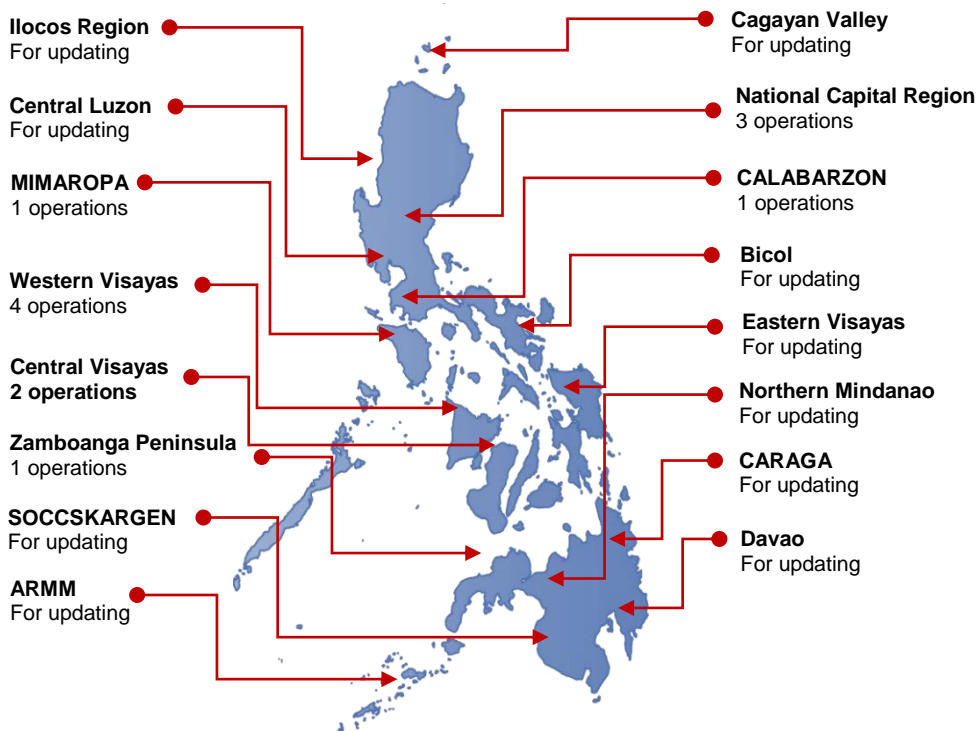 Ilocos Region
For updating
Central Luzon
For updating
MIMAROPA
1 operations
Western Visayas
4 operations
Central Visayas
2 operations
Zamboanga Peninsula
1 operations
SOCCSKARGEN
For updating
ARMM
For updating
Cagayan Valley
For updating
National Capital Region
3 operations
CALABARZON
1 operations
Bicol
For updating
Eastern Visayas
For updating
Northern Mindanao
For updating
CARAGA
For updating
Davao
For updating